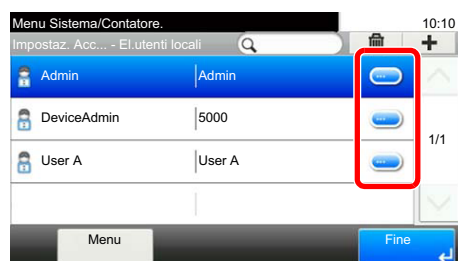 Menu Sistema/Contatore. 10:10
Impostaz. Acc... - El.utenti locali
Admin Admin
DeviceAdmin 5000
1/1
User A User A
Menu Fine